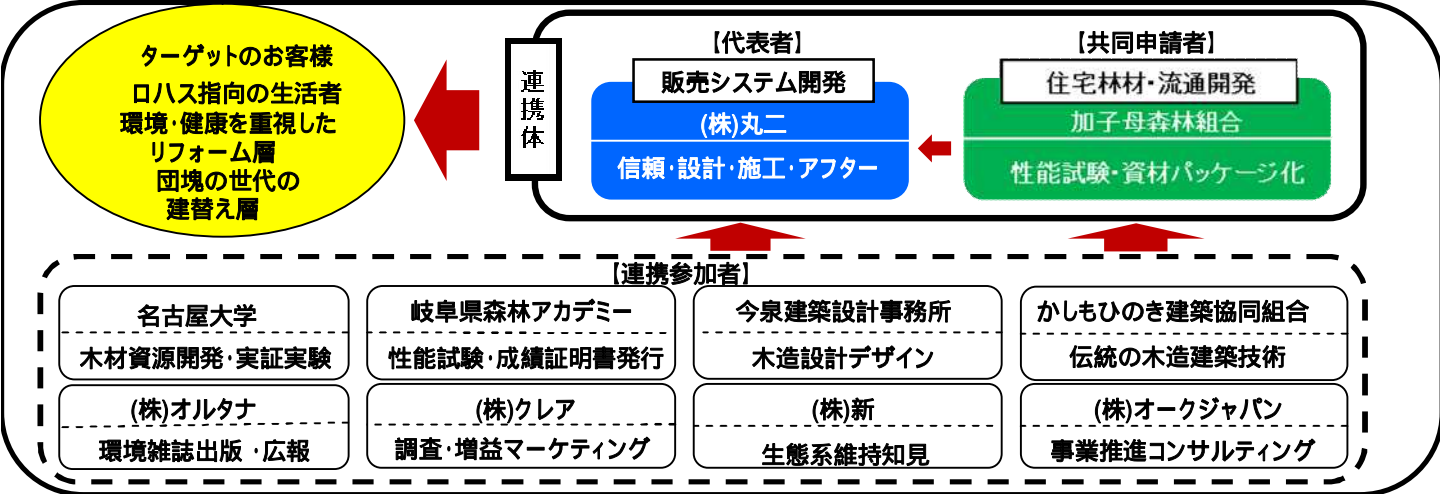 ターゲットのお客様
ロハス指向の生活者
環境・健康を重視した
リフォーム層
団塊の世代の
建替え層
連携体
【代表者】
販売システム開発
(株)丸二
信頼・設計・施工・アフター
【共同申請者】
住宅林材・流通開発
加子母森林組合
性能試験・資材パッケージ化
【連携参加者】
名古屋大学
木材資源開発・実証実験
岐阜県森林アカデミー
性能試験・成績証明書発行
今泉建築設計事務所
木造設計デザイン
かしもひのき建築協同組合
伝統の木造建築技術
(株)オルタナ
環境雑誌出版・広報
(株)クレア
調査・増益マーケティング
(株)新
生態系維持知見
(株)オークジャパン
事業推進コンサルティング